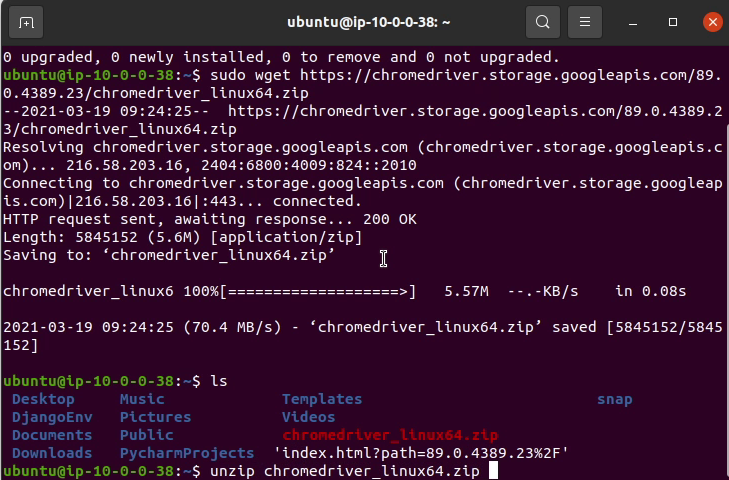 ubuntu@ip-10-0-0-38: ~
0 upgraded, 0 newly installed, 0 to remove and 0 not upgraded.
ubuntu@ip-10-0-0-38:~$ sudo wget https://chromedriver.storage.googleapis.com/89.
0.4389.23/chromedriver_linux64.zip
--2021-03-19 09:24:25--  https://chromedriver.storage.googleapis.com/89.0.4389.2
3/chromedriver_linux64.zip
Resolving chromedriver.storage.googleapis.com (chromedriver.storage.googleapis.c
om)... 216.58.203.16, 2404:6800:4009:824::2010
Connecting to chromedriver.storage.googleapis.com (chromedriver.storage.googleap
is.com)|216.58.203.16|:443... connected.
HTTP request sent, awaiting response... 200 OK
Length: 5845152 (5.6M) [application/zip]
Saving to: ‘chromedriver_linux64.zip’
chromedriver_linux6 100%[===================>]   5.57M  --.-KB/s    in 0.08s
2021-03-19 09:24:25 (70.4 MB/s) - ‘chromedriver_linux64.zip’ saved [5845152/5845
152]
ubuntu@ip-10-0-0-38:~$ ls
Desktop     Music             Templates                          snap
DjangoEnv   Pictures          Videos
Documents   Public            chromedriver_linux64.zip
Downloads   PycharmProjects  'index.html?path=89.0.4389.23%2F'
ubuntu@ip-10-0-0-38:~$ unzip chromedriver_linux64.zip